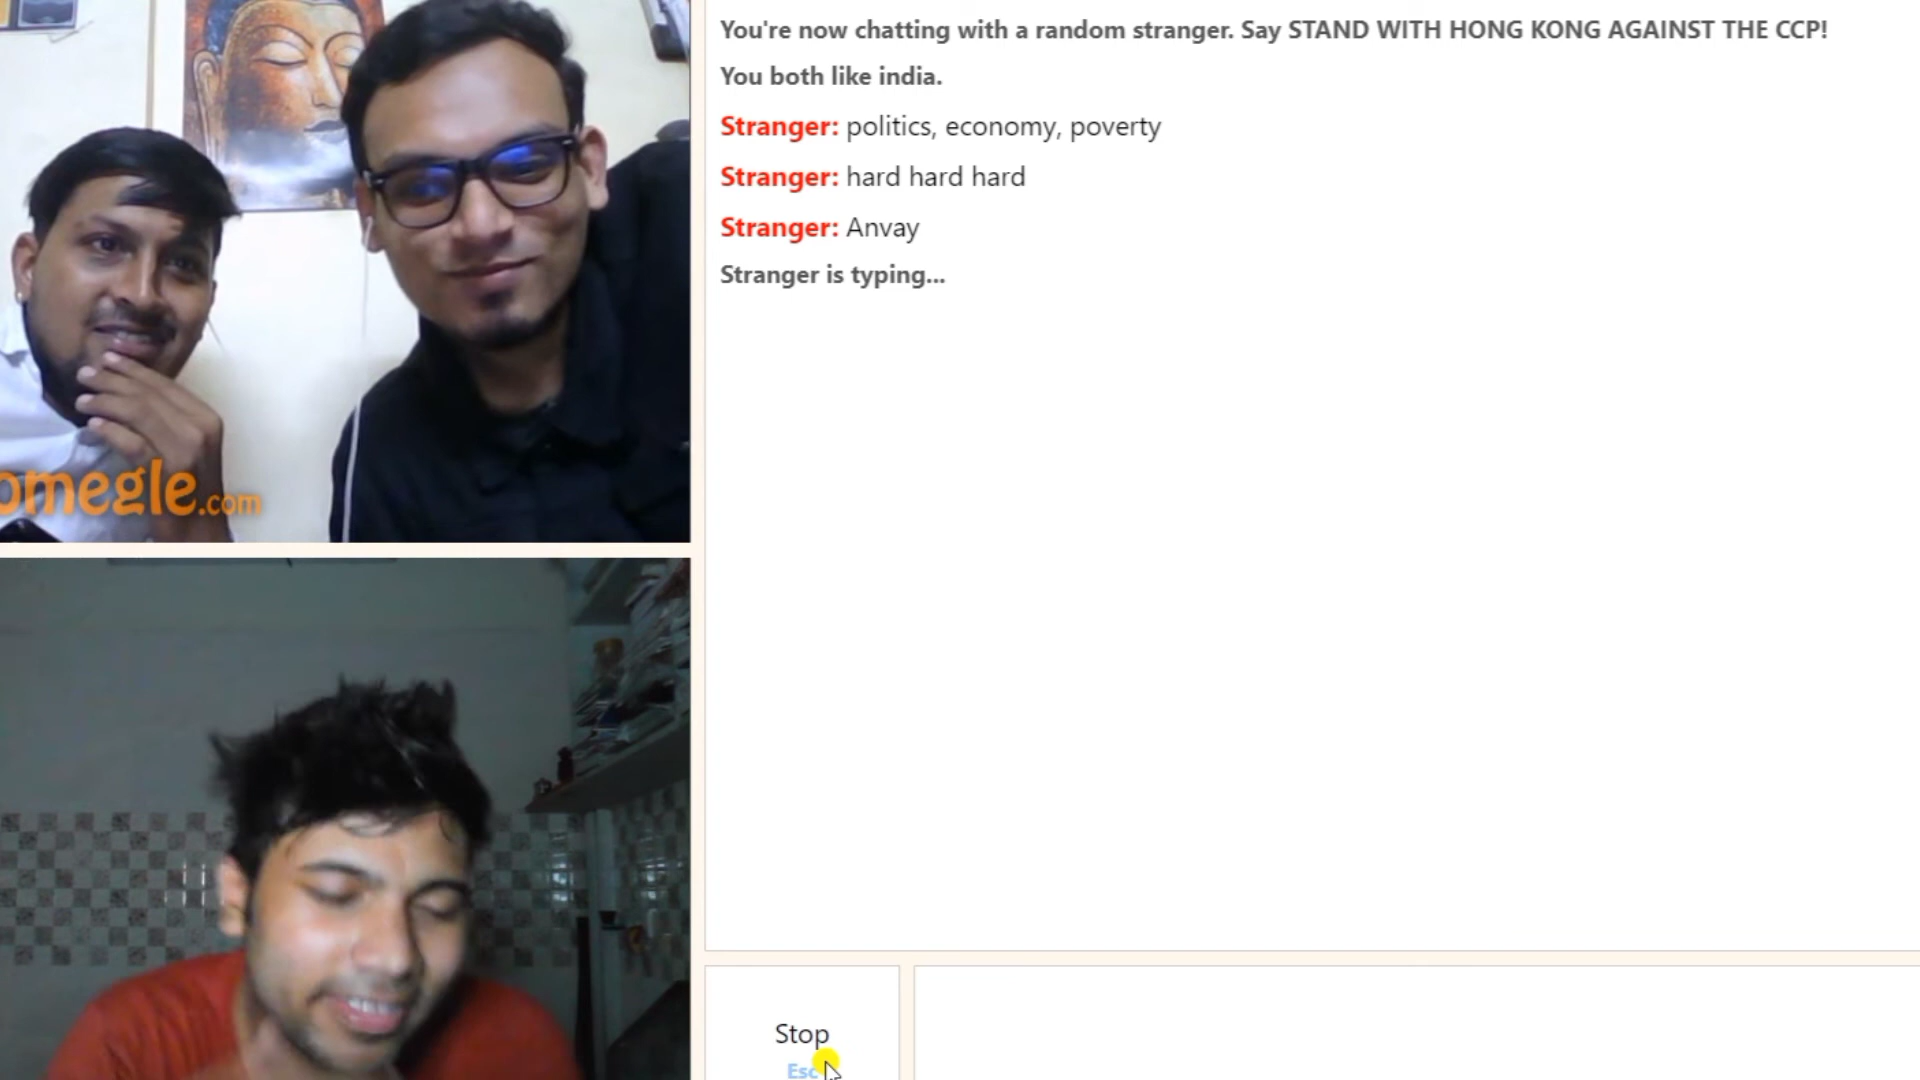 You're now chatting with a random stranger. Say STAND WITH HONG KONG AGAINST THE CCP!
You both like india.
Stranger: politics, economy, poverty
Stranger: hard hard hard
Stranger: Anvay
Stranger is typing...
omegle.com
Stop
Esc